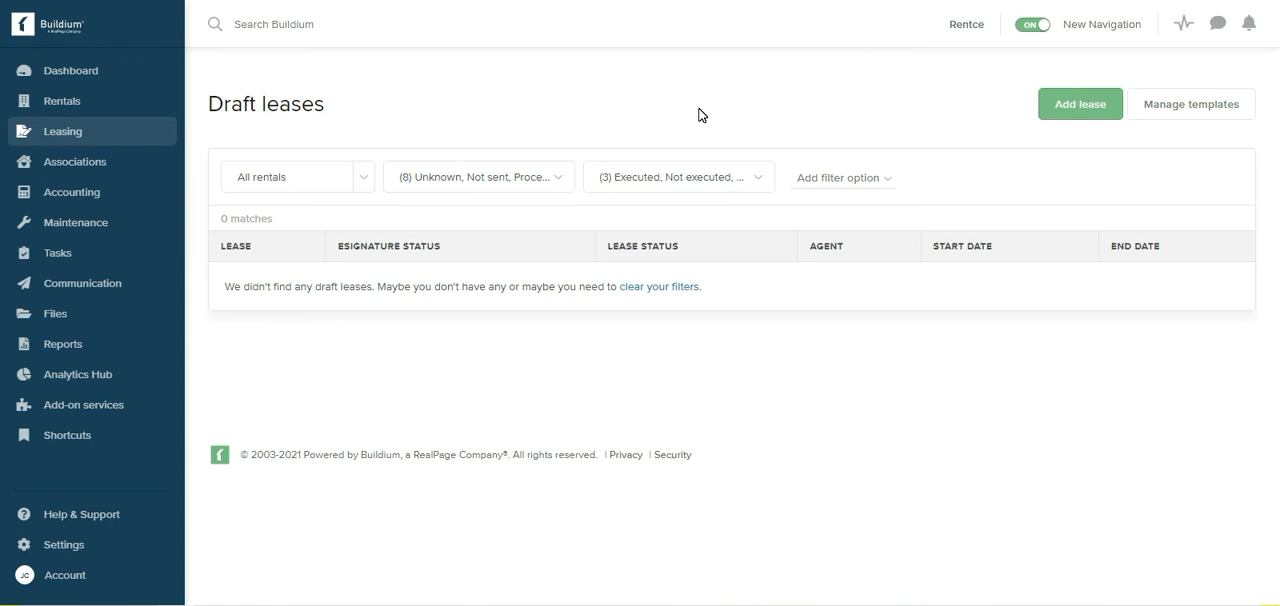 Buildium®
A RealPage Company
Search Buildium
Rentce
ON
New Navigation
Dashboard
Rentals
Leasing
Associations
Accounting
Maintenance
Tasks
Communication
Files
Reports
Analytics Hub
Add-on services
Shortcuts
Help & Support
Settings
JC
Account
Draft leases
Add lease
Manage templates
All rentals
(8) Unknown, Not sent, Proce...
(3) Executed, Not executed, ...
Add filter option
0 matches
LEASE ESIGNATURE STATUS LEASE STATUS AGENT START DATE END DATE
We didn't find any draft leases. Maybe you don't have any or maybe you need to clear your filters.
© 2003-2021 Powered by Buildium, a RealPage Company®. All rights reserved. | Privacy | Security